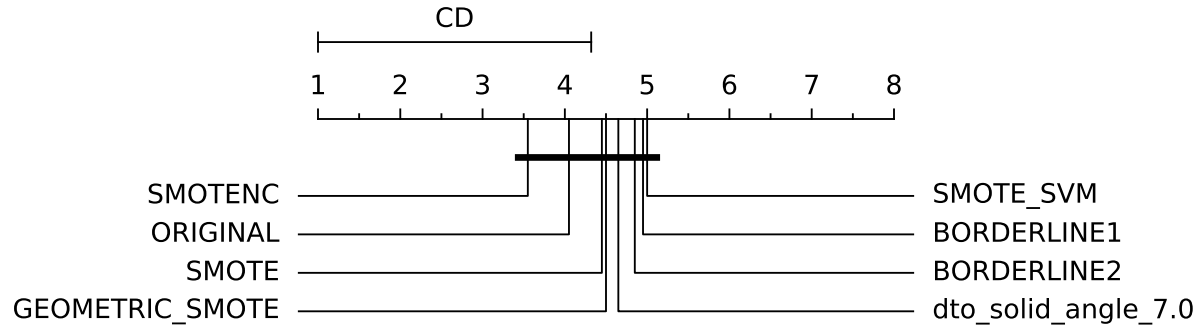 CD
1 2 3 4 5 6 7 8
SMOTENC SMOTE_SVM
ORIGINAL BORDERLINE1
SMOTE BORDERLINE2
GEOMETRIC_SMOTE dto_solid_angle_7.0